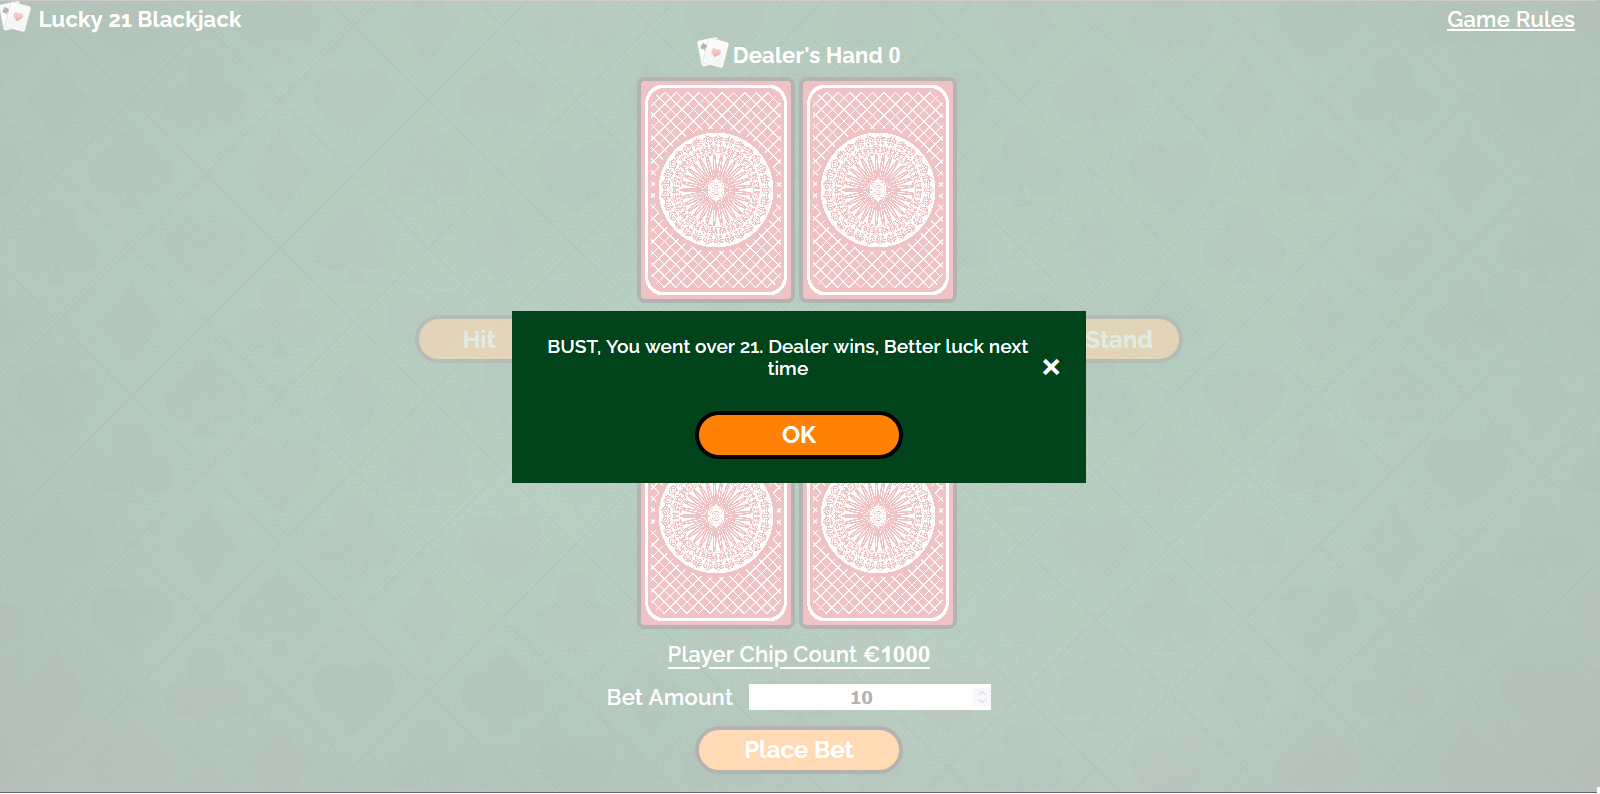 Lucky 21 Blackjack
Game Rules
Dealer's Hand 0
Hit
Stand
BUST, You went over 21. Dealer wins, Better luck next
time
OK
Player Chip Count €1000
Bet Amount 10
Place Bet